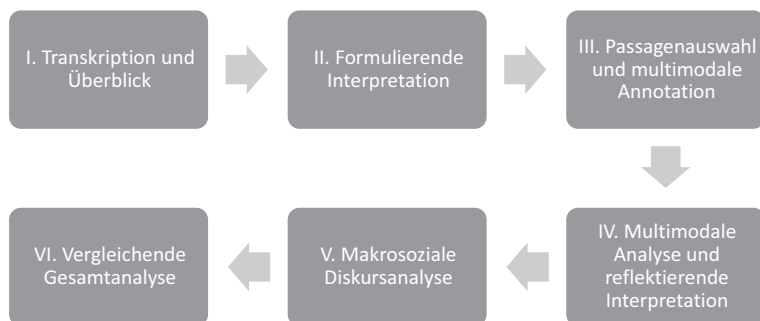 I. Transkription und
Überblick
II. Formulierende
Interpretation
III. Passagenauswahl
und multimodale
Annotation
IV. Multimodale
Analyse und
reflektierende
Interpretation
V. Makrosoziale
Diskursanalyse
VI. Vergleichende
Gesamtanalyse